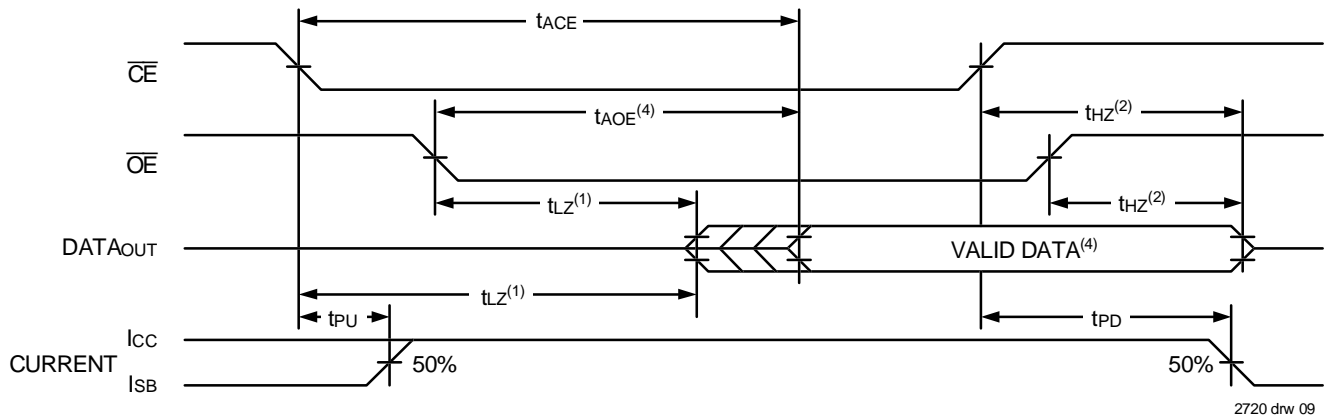 tACE
CE
tAOE(4)
tHZ(2)
OE
tLZ(1)
tHZ(2)
DATAOUT
VALID DATA(4)
tLZ(1)
tPU
tPD
ICC
CURRENT
50%
50%
ISB
2720 drw 09